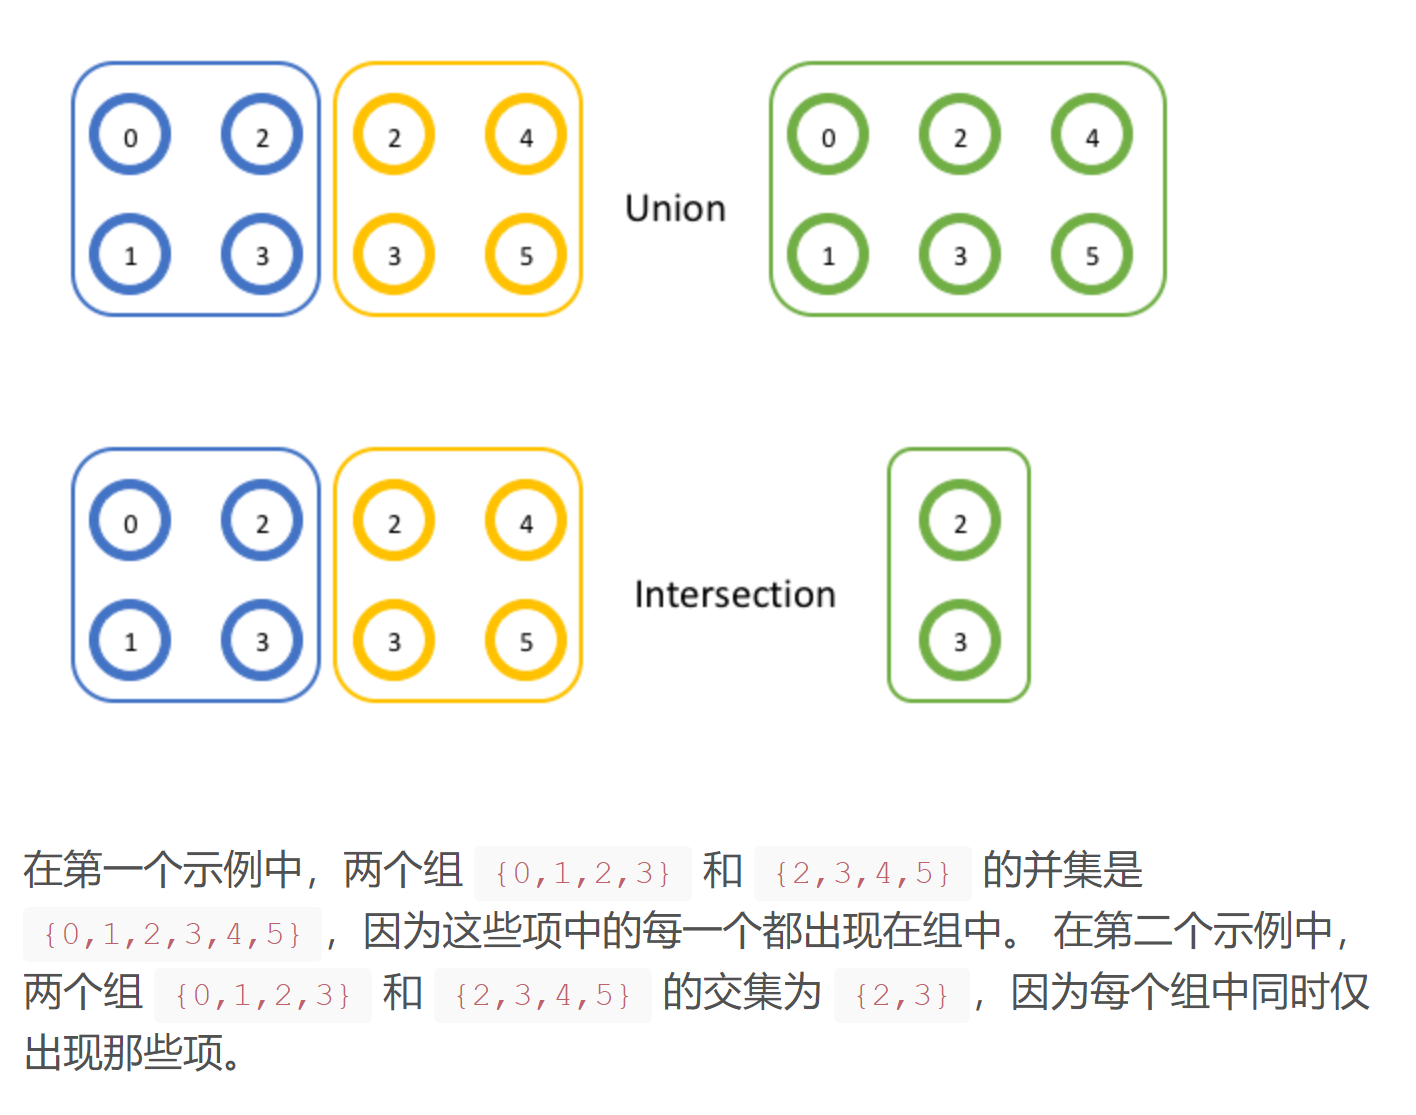 0 2 2 4 0 2 4
Union
1 3 3 5 1 3 5
0 2 2 4 2
Intersection
1 3 3 5 3
在第一个示例中，两个组 {0,1,2,3} 和 {2,3,4,5} 的并集是
{0,1,2,3,4,5} ，因为这些项中的每一个都出现在组中。 在第二个示例中，
两个组 {0,1,2,3} 和 {2,3,4,5} 的交集为 {2,3} ，因为每个组中同时仅
出现那些项。